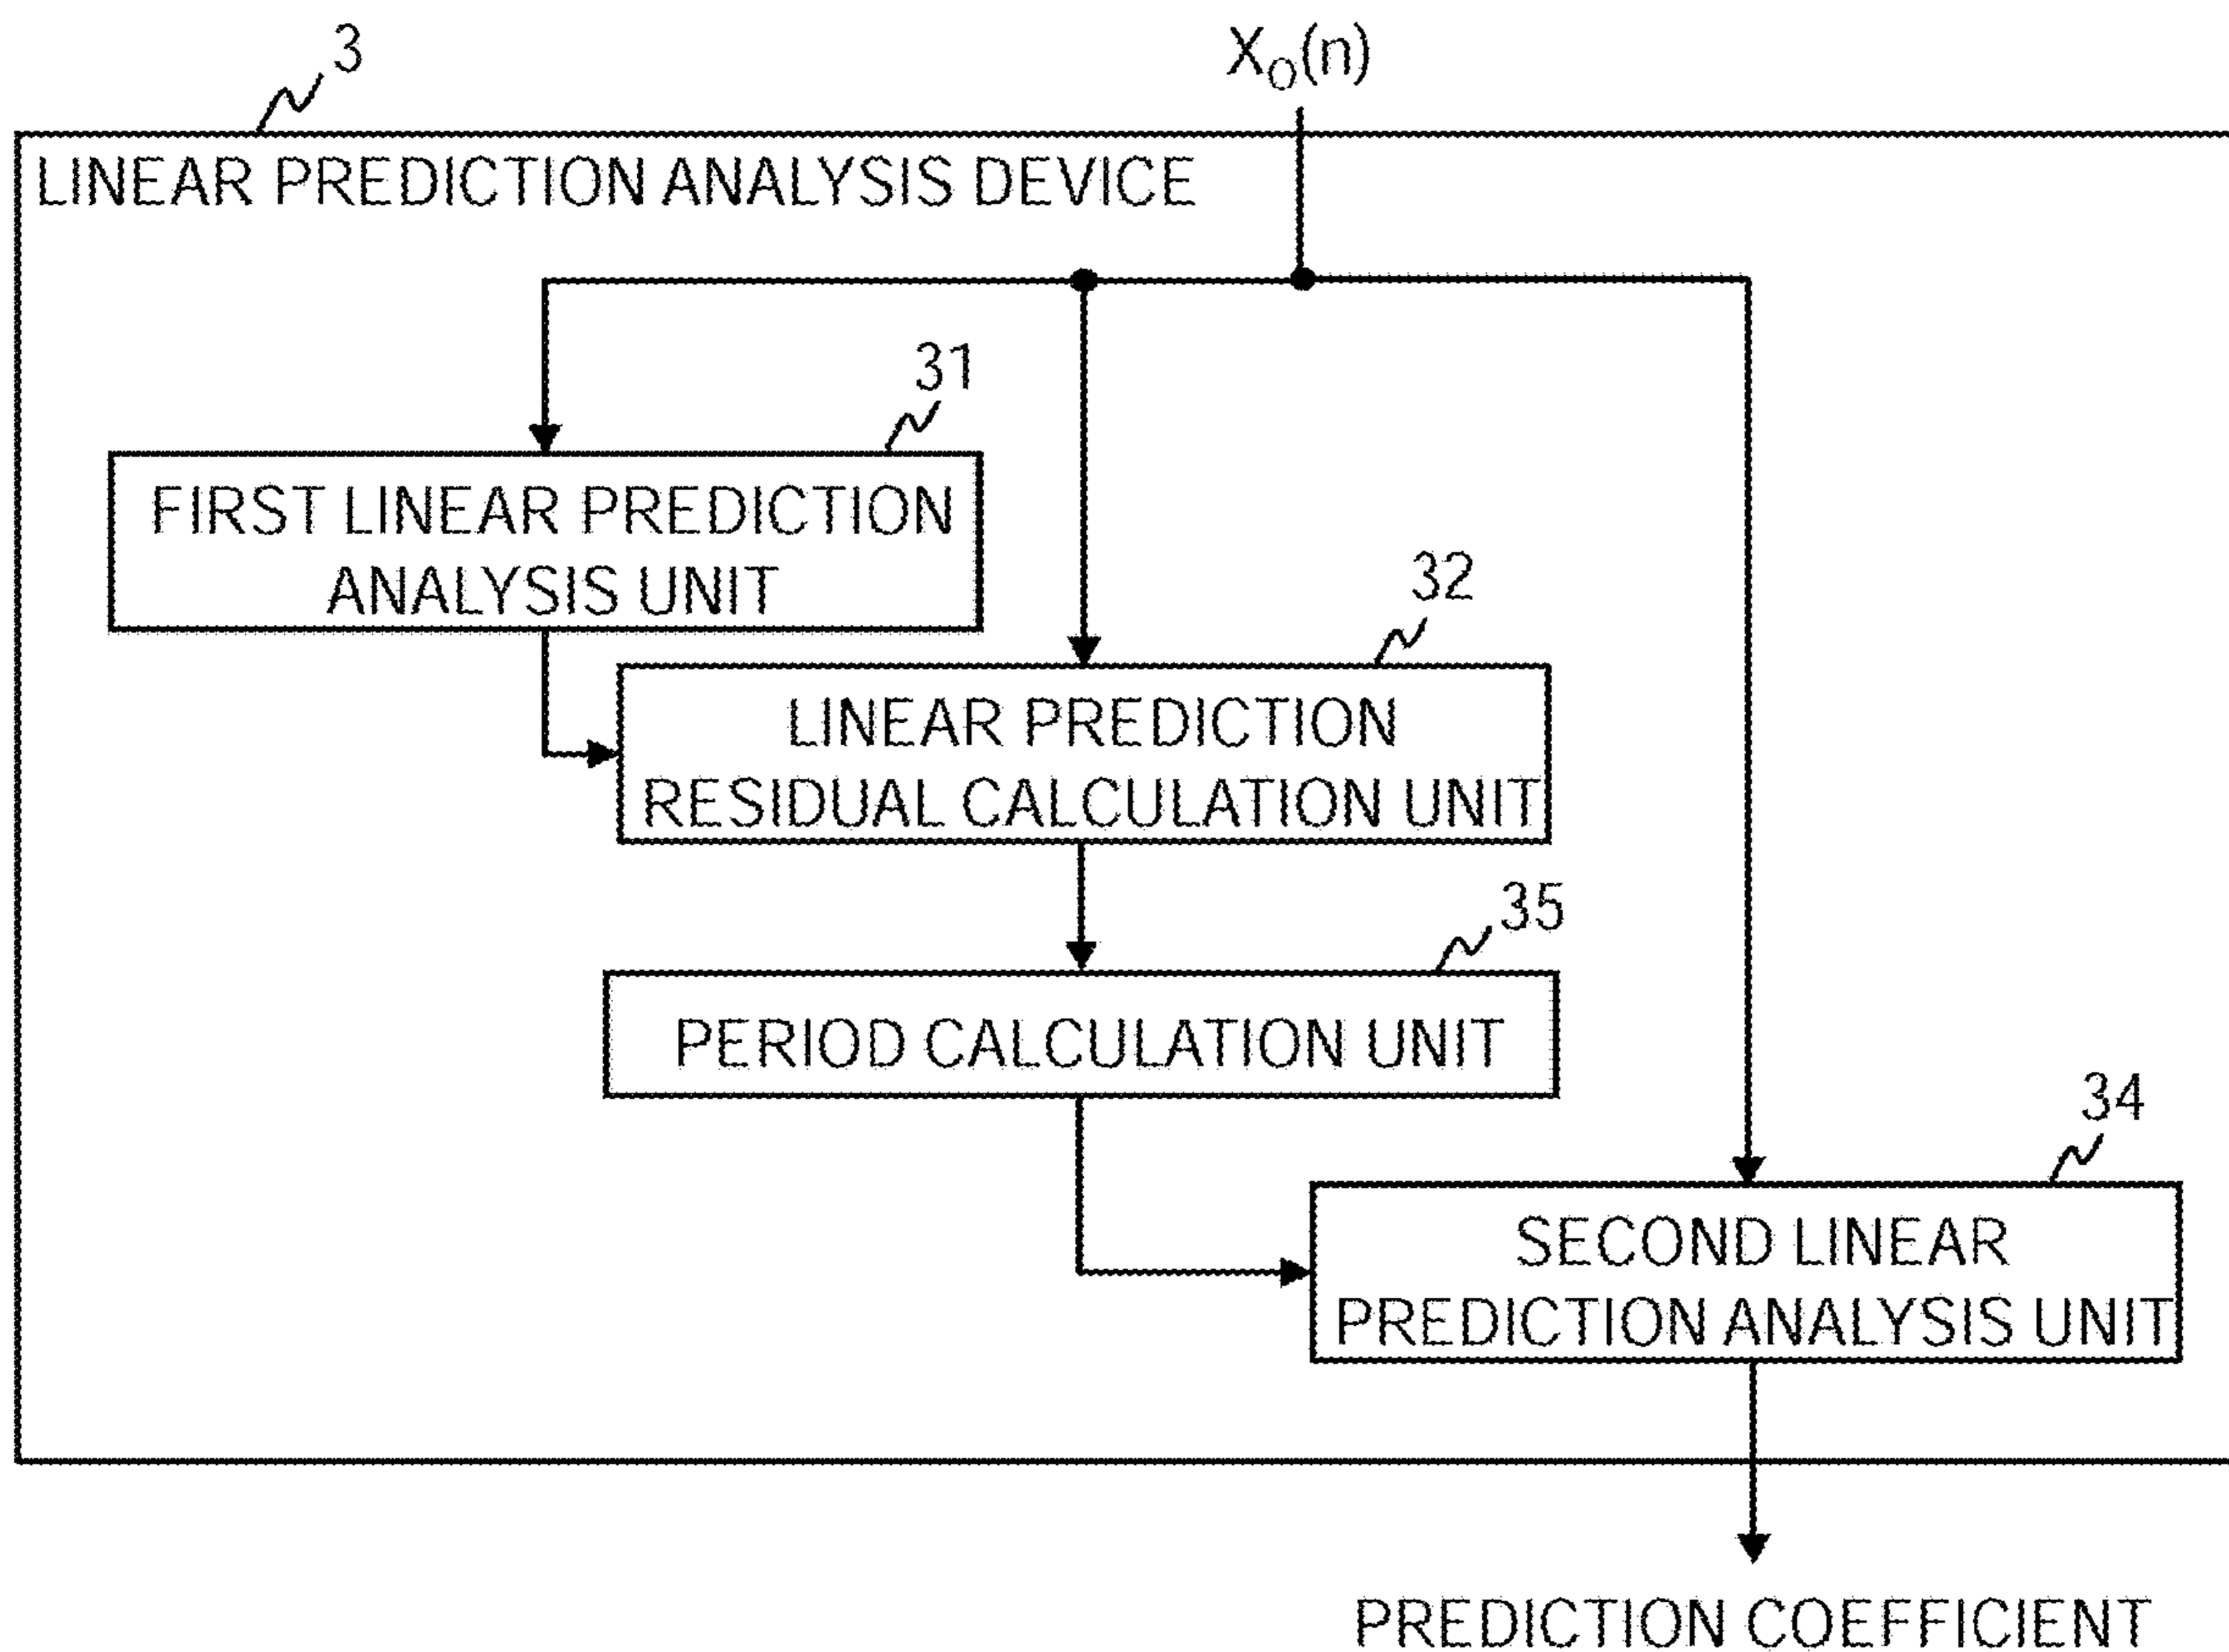 3
X₀(n)
LINEAR PREDICTION ANALYSIS DEVICE
31
FIRST LINEAR PREDICTION
ANALYSIS UNIT
32
LINEAR PREDICTION
RESIDUAL CALCULATION UNIT
35
PERIOD CALCULATION UNIT
34
SECOND LINEAR
PREDICTION ANALYSIS UNIT
PREDICTION COEFFICIENT